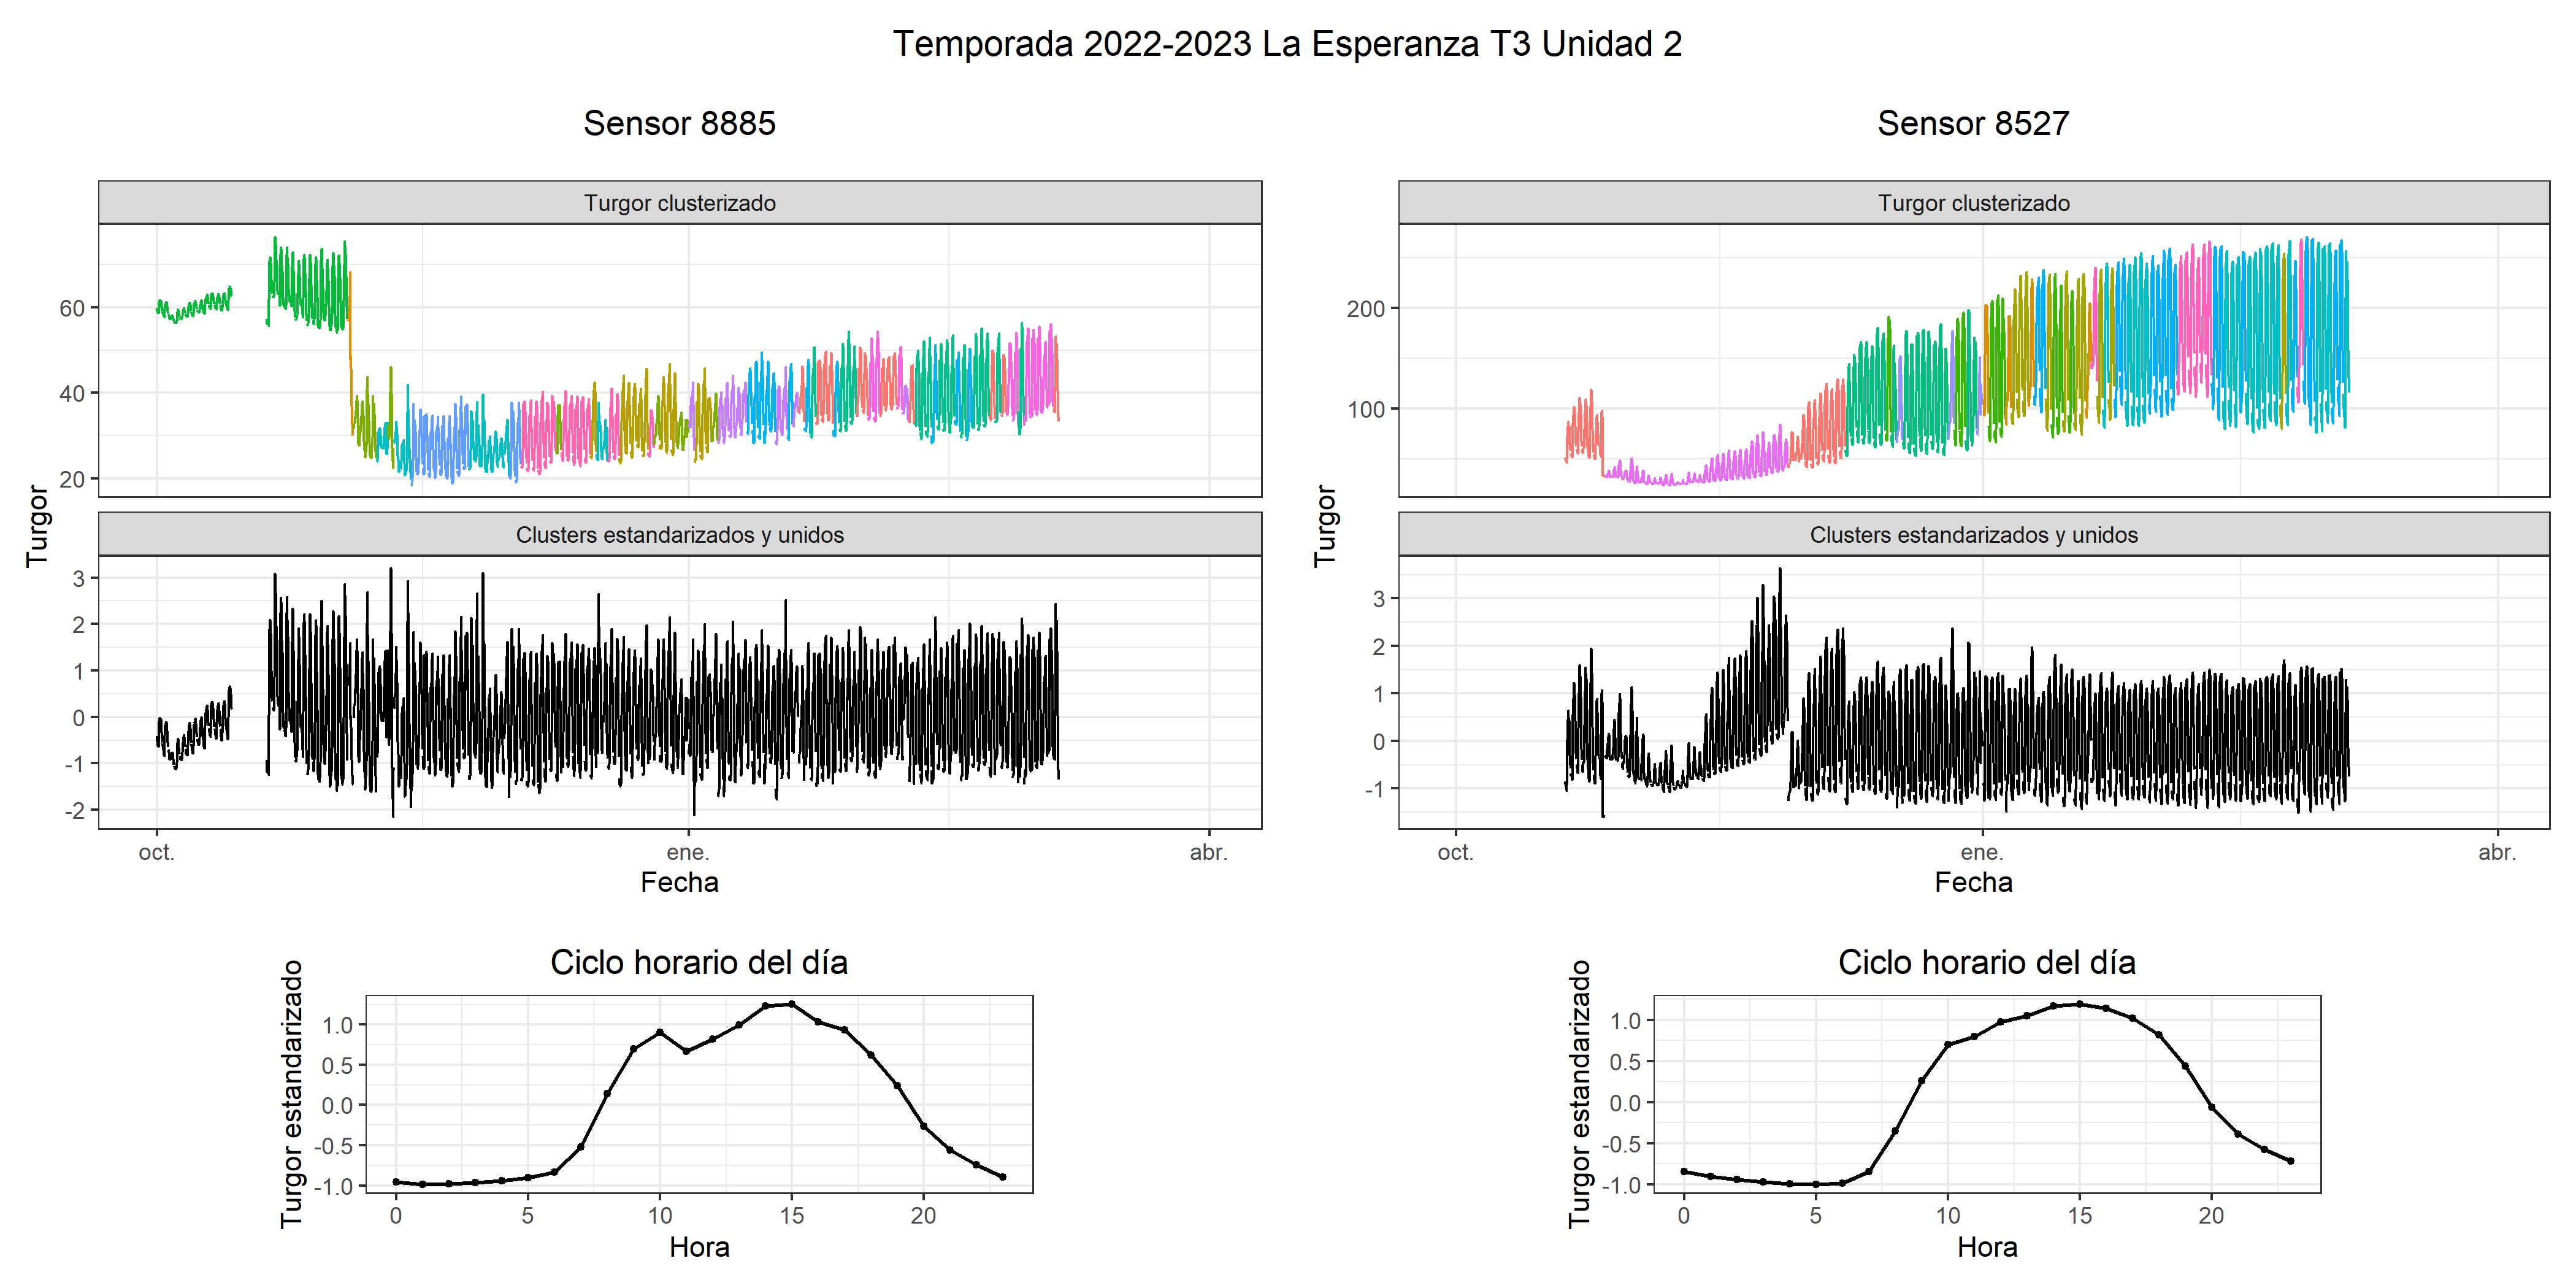 Temporada 2022-2023 La Esperanza T3 Unidad 2
Sensor 8885
Turgor clusterizado
60
40
20
Turgor
Clusters estandarizados y unidos
3
2
1
0
-1
-2
oct.
ene.
abr.
Fecha
Ciclo horario del día
Turgor estandarizado
1.0
0.5
0.0
-0.5
-1.0
0
5
10
15
20
Hora
Sensor 8527
Turgor clusterizado
200
100
Turgor
Clusters estandarizados y unidos
3
2
1
0
-1
oct.
ene.
abr.
Fecha
Ciclo horario del día
Turgor estandarizado
1.0
0.5
0.0
-0.5
-1.0
0
5
10
15
20
Hora